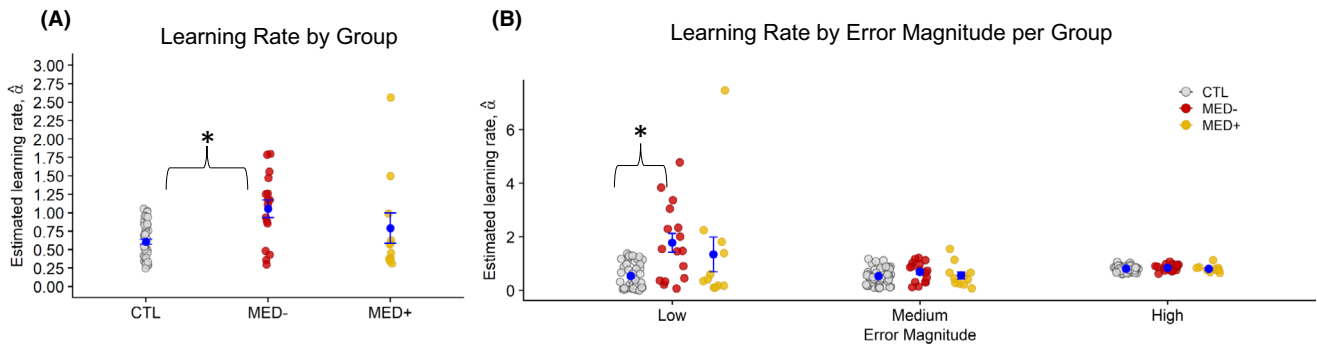 (A)
Learning Rate by Group
Estimated learning rate, α̂
3.00
2.75
2.50
2.25
2.00
1.75
1.50
1.25
1.00
0.75
0.50
0.25
0.00
*
CTL MED- MED+
(B)
Learning Rate by Error Magnitude per Group
Estimated learning rate, α̂
6
4
2
0
*
CTL
MED-
MED+
Low Medium High
Error Magnitude